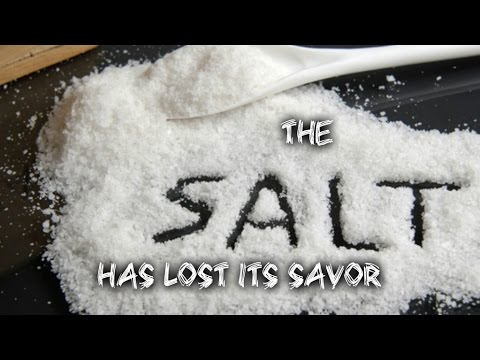 THE
SALT
HAS LOST ITS SAVOR